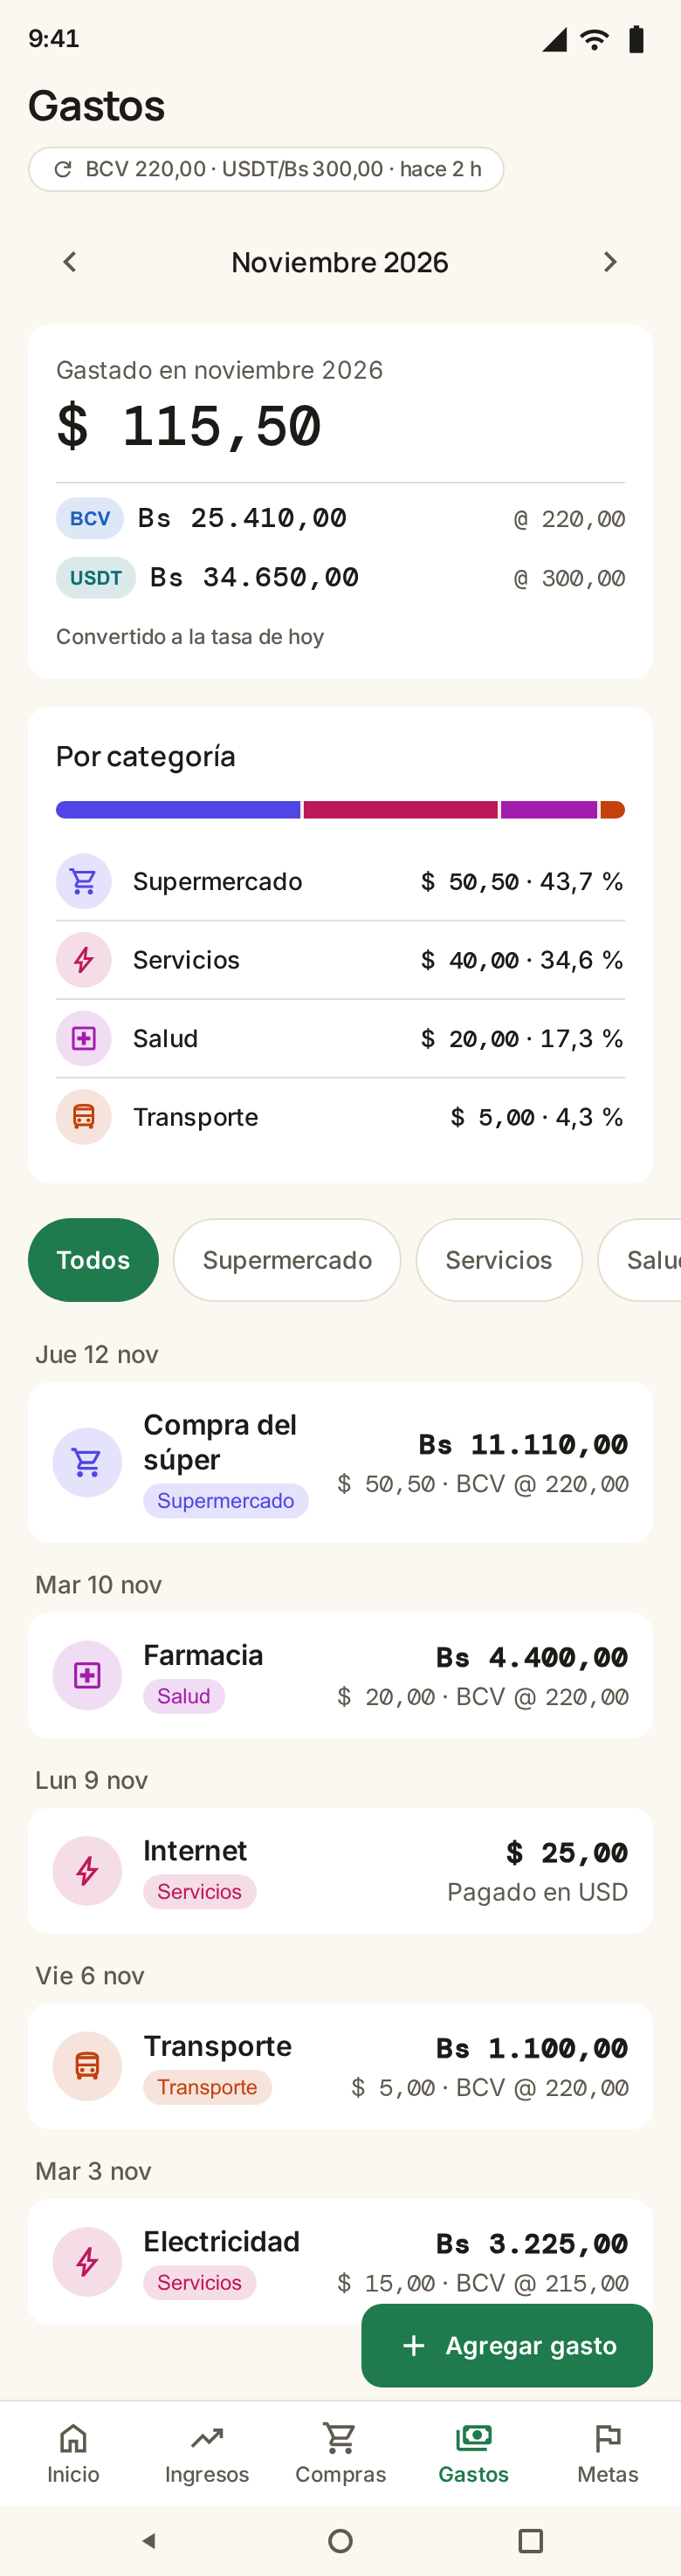 9:41
Gastos
BCV 220,00 · USDT/Bs 300,00 · hace 2 h
Noviembre 2026
Gastado en noviembre 2026
$ 115,50
BCV Bs 25.410,00 @ 220,00
USDT Bs 34.650,00 @ 300,00
Convertido a la tasa de hoy
Por categoría
Supermercado $ 50,50 · 43,7 %
Servicios $ 40,00 · 34,6 %
Salud $ 20,00 · 17,3 %
Transporte $ 5,00 · 4,3 %
Todos Supermercado Servicios Salu
Jue 12 nov
Compra del
súper
Supermercado
Bs 11.110,00
$ 50,50 · BCV @ 220,00
Mar 10 nov
Farmacia
Salud
Bs 4.400,00
$ 20,00 · BCV @ 220,00
Lun 9 nov
Internet
Servicios
$ 25,00
Pagado en USD
Vie 6 nov
Transporte
Transporte
Bs 1.100,00
$ 5,00 · BCV @ 220,00
Mar 3 nov
Electricidad
Servicios
Bs 3.225,00
$ 15,00 · BCV @ 215,00
Agregar gasto
Inicio Ingresos Compras Gastos Metas